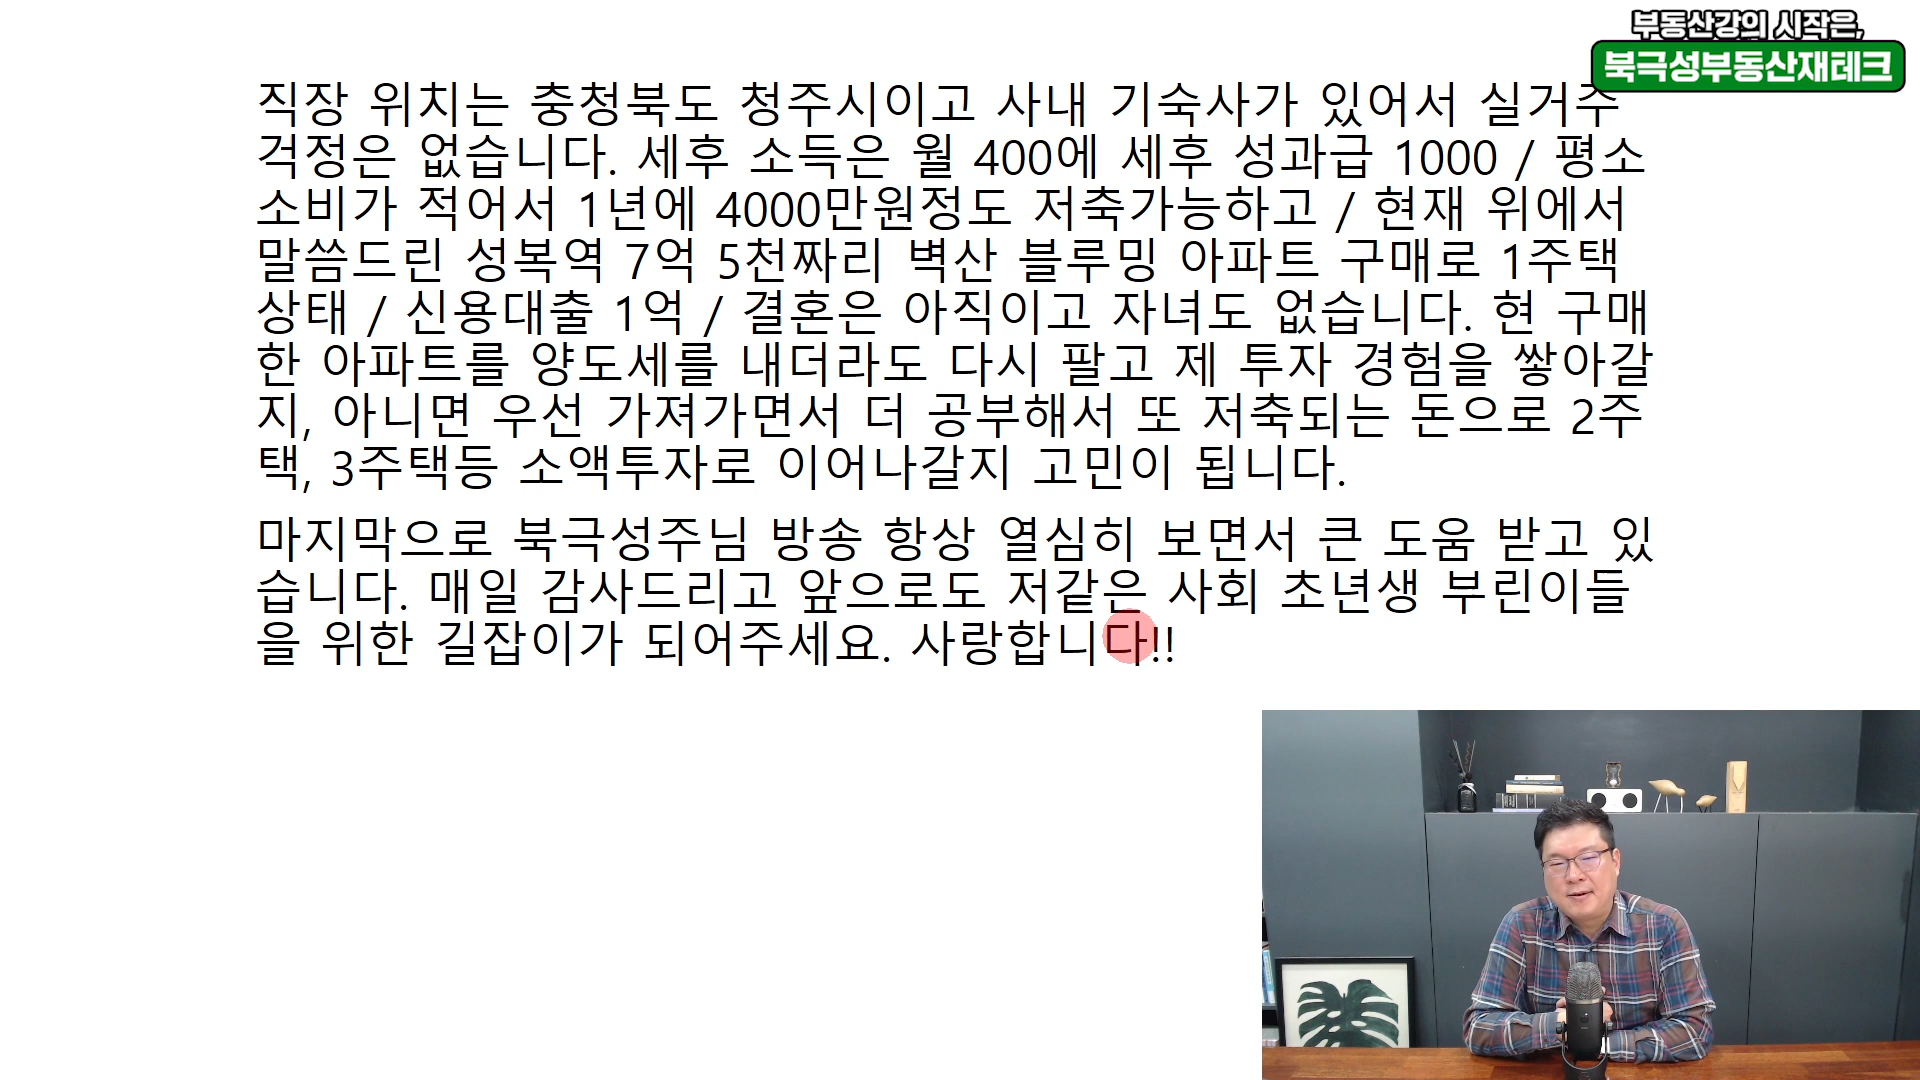 부동산강의 시작은,
북극성부동산재테크
직장 위치는 충청북도 청주시이고 사내 기숙사가 있어서 실거주
걱정은 없습니다. 세후 소득은 월 400에 세후 성과급 1000 / 평소
소비가 적어서 1년에 4000만원정도 저축가능하고 / 현재 위에서
말씀드린 성복역 7억 5천짜리 벽산 블루밍 아파트 구매로 1주택
상태 / 신용대출 1억 / 결혼은 아직이고 자녀도 없습니다. 현 구매
한 아파트를 양도세를 내더라도 다시 팔고 제 투자 경험을 쌓아갈
지, 아니면 우선 가져가면서 더 공부해서 또 저축되는 돈으로 2주
택, 3주택등 소액투자로 이어나갈지 고민이 됩니다.
마지막으로 북극성주님 방송 항상 열심히 보면서 큰 도움 받고 있
습니다. 매일 감사드리고 앞으로도 저같은 사회 초년생 부린이들
을 위한 길잡이가 되어주세요. 사랑합니다!!